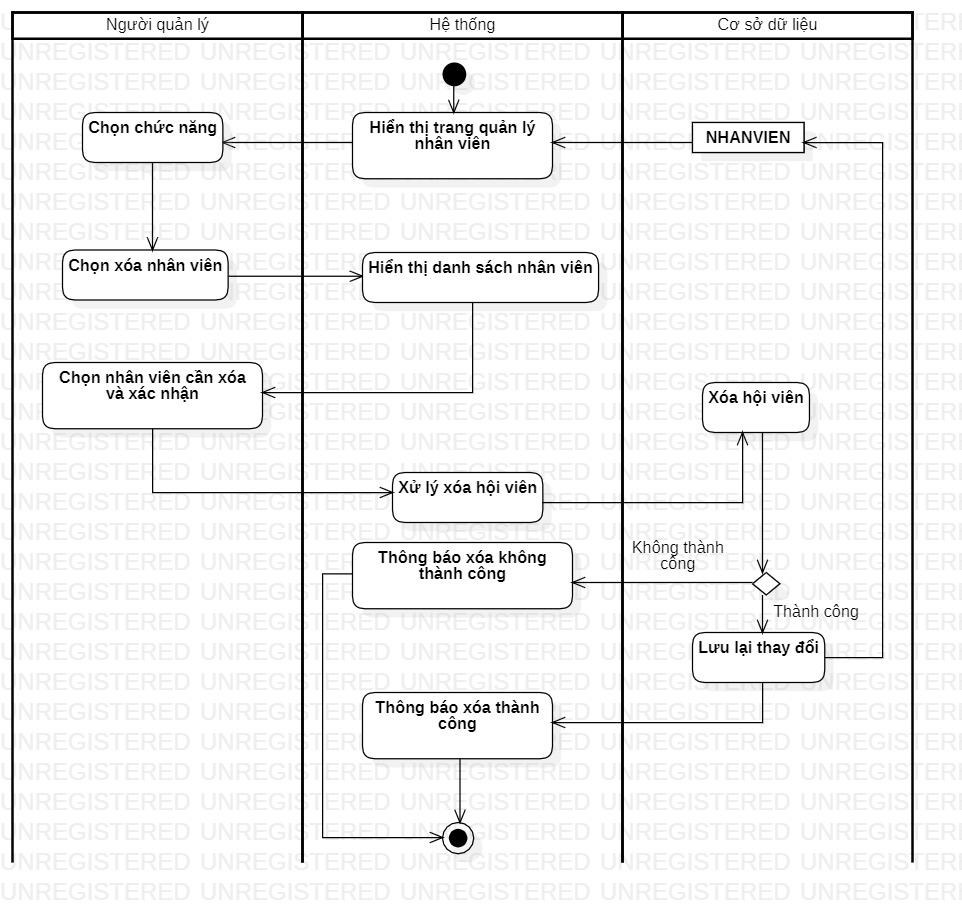 Người quản lý
Hệ thống
Cơ sở dữ liệu
Chọn chức năng
Hiển thị trang quản lý
nhân viên
NHANVIEN
Chọn xóa nhân viên
Hiển thị danh sách nhân viên
Chọn nhân viên cần xóa
và xác nhận
Xóa hội viên
Xử lý xóa hội viên
Không thành
công
Thông báo xóa không
thành công
Thành công
Lưu lại thay đổi
Thông báo xóa thành
công
UNREGISTERED